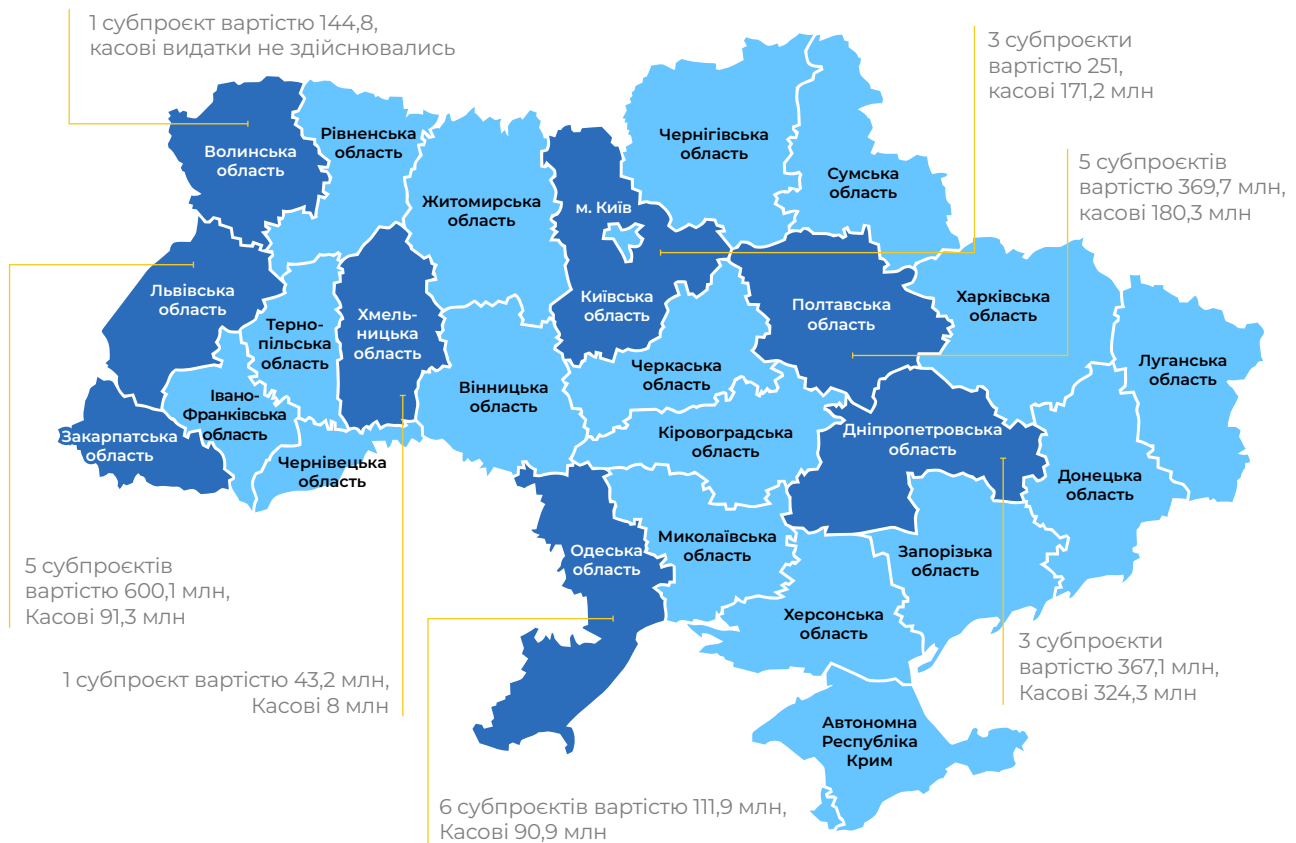 1 субпроєкт вартістю 144,8,
касові видатки не здійснювались
3 субпроєкти
вартістю 251,
касові 171,2 млн
Рівненська
область
Чернігівська
область
Волинська
область
Сумська
область
5 субпроєктів
вартістю 369,7 млн,
касові 180,3 млн
Житомирська
область
м. Київ
Львівська
область
Київська
область
Полтавська
область
Харківська
область
Хмель-
ницька
область
Терно-
пільська
область
Черкаська
область
Луганська
область
Вінницька
область
Івано-
Франківська
область
Закарпатська
область
Кіровоградська
область
Дніпропетровська
область
Чернівецька
область
Донецька
область
Одеська
область
Миколаївська
область
Запорізька
область
5 субпроєктів
вартістю 600,1 млн,
Касові 91,3 млн
Херсонська
область
3 субпроєкти
вартістю 367,1 млн,
Касові 324,3 млн
1 субпроєкт вартістю 43,2 млн,
Касові 8 млн
Автономна
Республіка
Крим
6 субпроєктів вартістю 111,9 млн,
Касові 90,9 млн